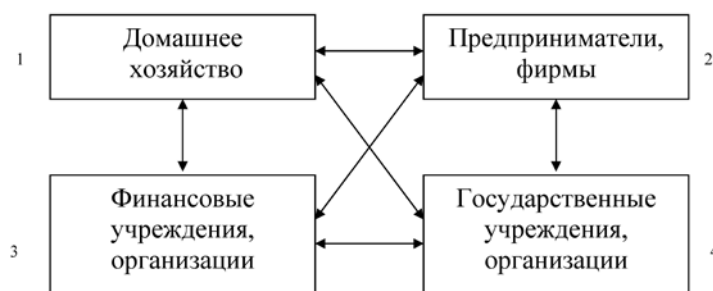 1
Домашнее
хозяйство
Предприниматели,
фирмы
2
3
Финансовые
учреждения,
организации
Государственные
учреждения,
организации
4